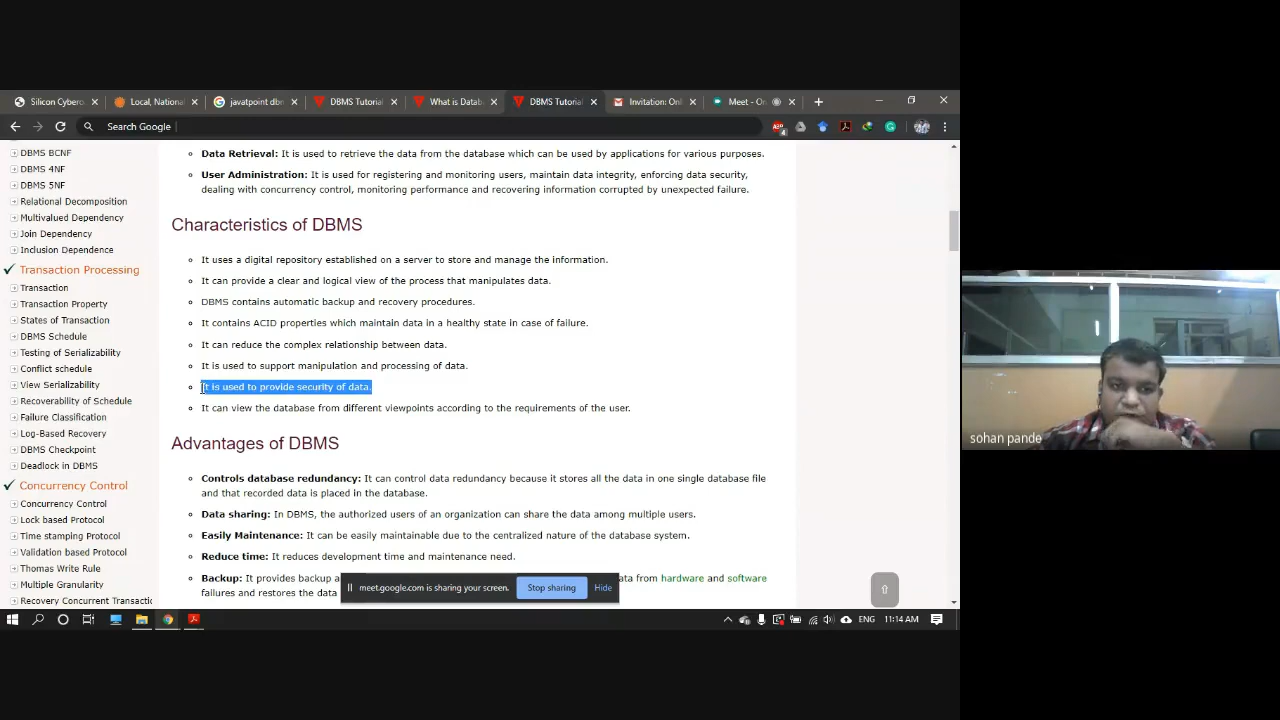 Silicon Cyberc
Local, National
javatpoint dbm
DBMS Tutorial
What is Databa
DBMS Tutorial
Invitation: Onl
Meet - On
Search Google
DBMS BCNF
DBMS 4NF
DBMS 5NF
Relational Decomposition
Multivalued Dependency
Join Dependency
Inclusion Dependence
Transaction Processing
Transaction
Transaction Property
States of Transaction
DBMS Schedule
Testing of Serializability
Conflict schedule
View Serializability
Recoverability of Schedule
Failure Classification
Log-Based Recovery
DBMS Checkpoint
Deadlock in DBMS
Concurrency Control
Concurrency Control
Lock based Protocol
Time stamping Protocol
Validation based Protocol
Thomas Write Rule
Multiple Granularity
Recovery Concurrent Transactic
Data Retrieval: It is used to retrieve the data from the database which can be used by applications for various purposes.
User Administration: It is used for registering and monitoring users, maintain data integrity, enforcing data security,
dealing with concurrency control, monitoring performance and recovering information corrupted by unexpected failure.
Characteristics of DBMS
It uses a digital repository established on a server to store and manage the information.
It can provide a clear and logical view of the process that manipulates data.
DBMS contains automatic backup and recovery procedures.
It contains ACID properties which maintain data in a healthy state in case of failure.
It can reduce the complex relationship between data.
It is used to support manipulation and processing of data.
It is used to provide security of data.
It can view the database from different viewpoints according to the requirements of the user.
Advantages of DBMS
Controls database redundancy: It can control data redundancy because it stores all the data in one single database file
and that recorded data is placed in the database.
Data sharing: In DBMS, the authorized users of an organization can share the data among multiple users.
Easily Maintenance: It can be easily maintainable due to the centralized nature of the database system.
Reduce time: It reduces development time and maintenance need.
Backup: It provides backup a ata from hardware and software
failures and restores the data
meet.google.com is sharing your screen. Stop sharing Hide
ENG 11:14 AM
sohan pande